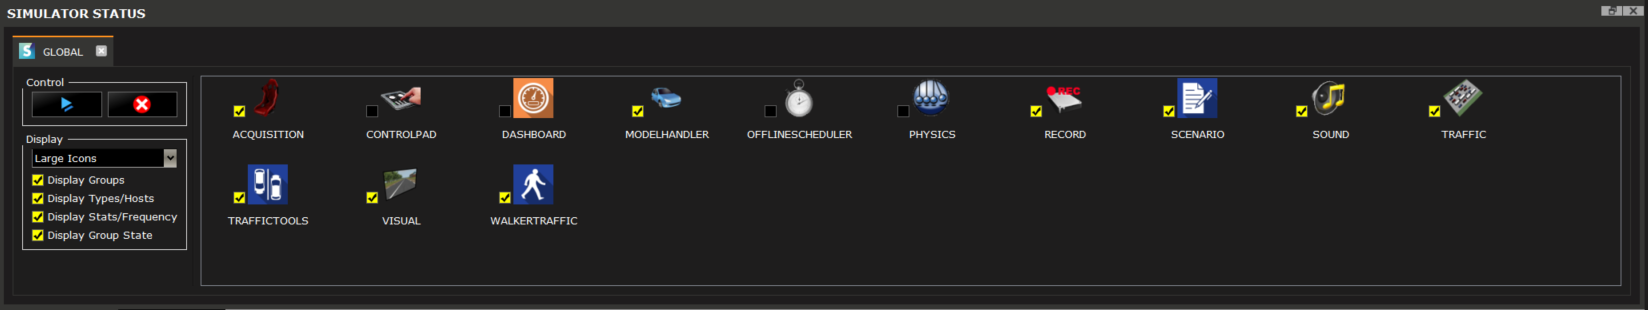 SIMULATOR STATUS
S GLOBAL
Control
Display
Large Icons
Display Groups
Display Types/Hosts
Display Stats/Frequency
Display Group State
ACQUISITION CONTROLPAD DASHBOARD MODELHANDLER OFFLINESCHEDULER PHYSICS REC RECORD SCENARIO SOUND TRAFFIC
TRAFFICTOOLS VISUAL WALKERTRAFFIC